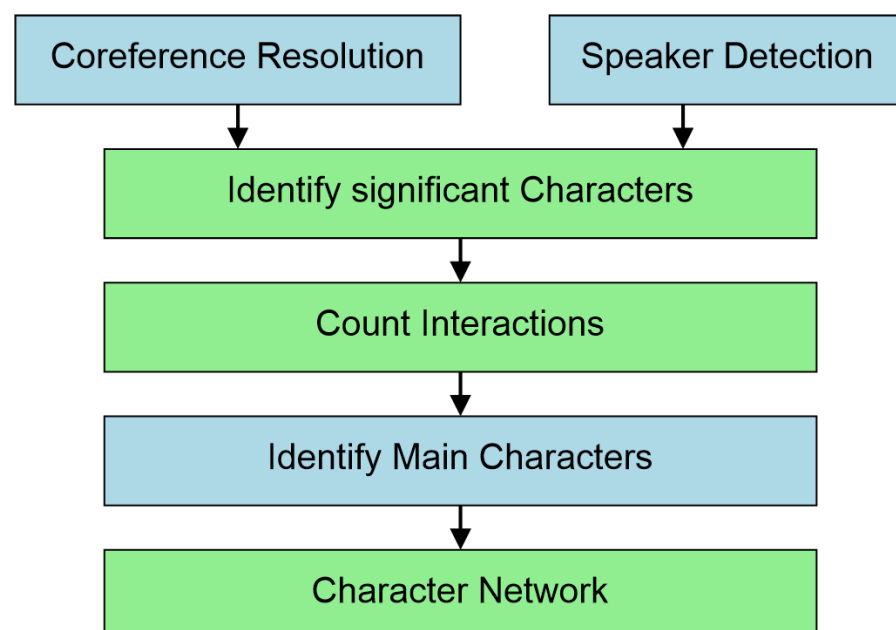 Coreference Resolution
Speaker Detection
Identify significant Characters
Count Interactions
Identify Main Characters
Character Network